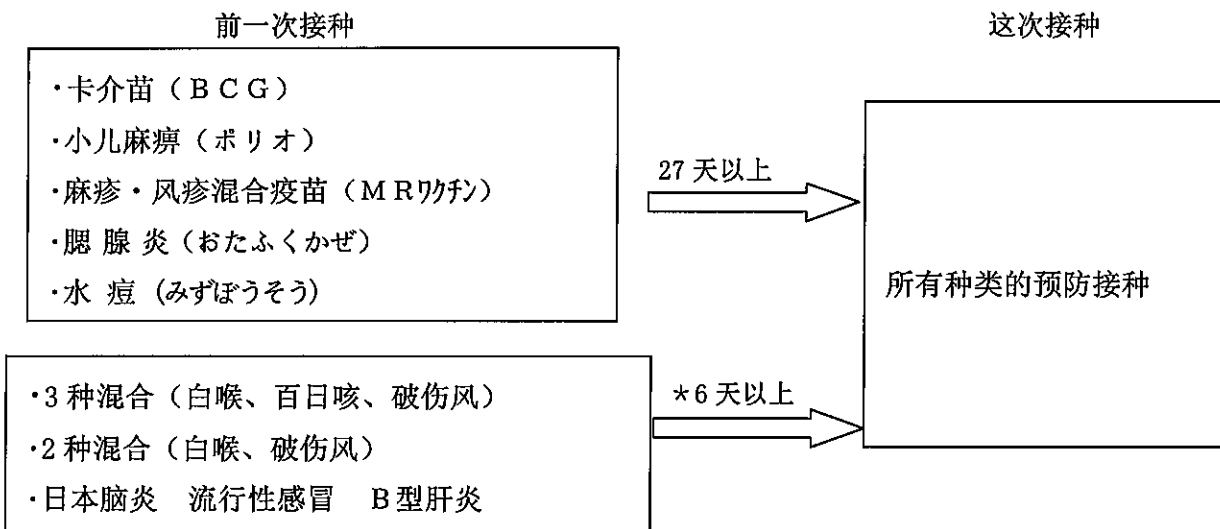 前一次接种
这次接种
・卡介苗（ＢＣＧ）
・小儿麻痹（ポリオ）
・麻疹・风疹混合疫苗（ＭＲﾜｸﾁﾝ）
・腮 腺 炎（おたふくかぜ）
・水 痘 (みずぼうそう)
27 天以上
所有种类的预防接种
・3 种混合（白喉、百日咳、破伤风）
・2 种混合（白喉、破伤风）
・日本脑炎　流行性感冒　Ｂ型肝炎
＊6 天以上